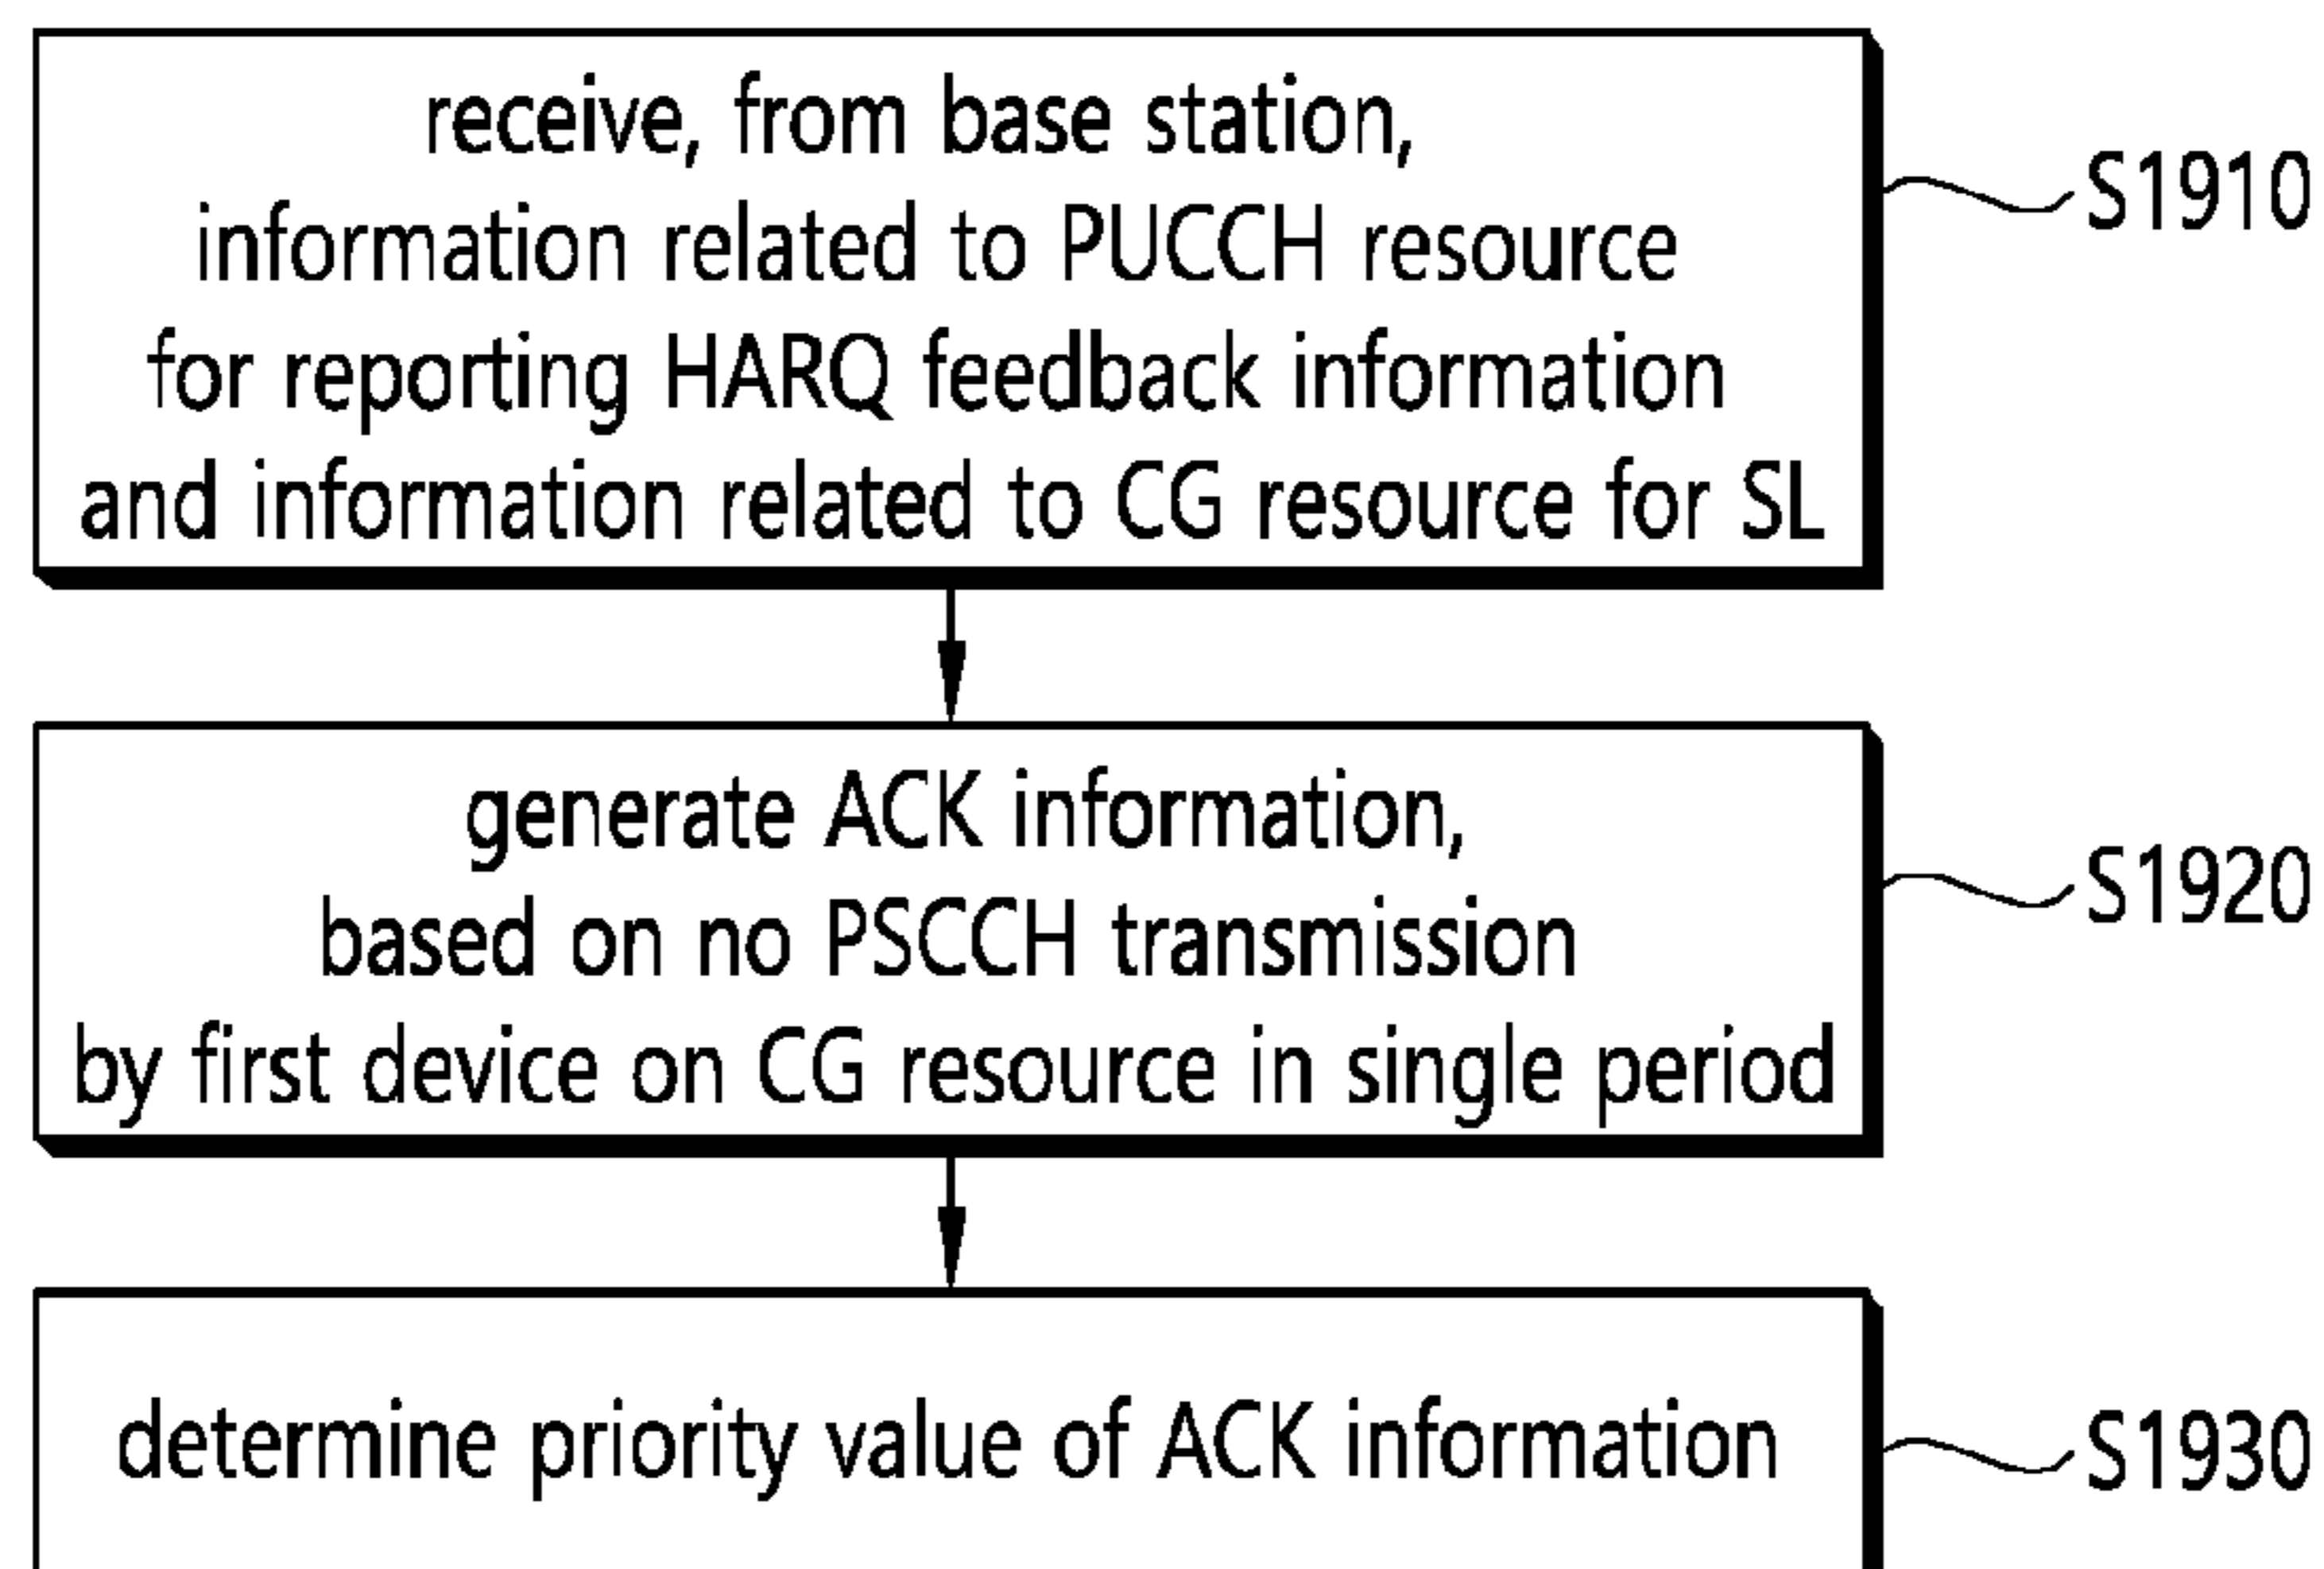 receive, from base station,
information related to PUCCH resource
for reporting HARQ feedback information
and information related to CG resource for SL
S1910
generate ACK information,
based on no PSCCH transmission
by first device on CG resource in single period
S1920
determine priority value of ACK information
S1930